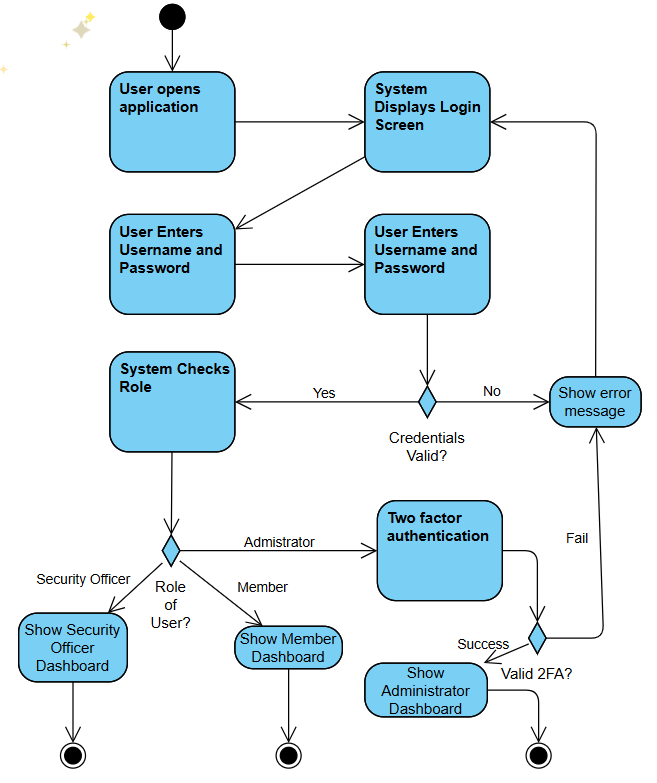 User opens
application
System
Displays Login
Screen
User Enters
Username and
Password
User Enters
Username and
Password
System Checks
Role
Yes
No
Show error
message
Credentials
Valid?
Two factor
authentication
Admistrator
Fail
Security Officer
Role
of
User?
Member
Show Security
Officer
Dashboard
Show Member
Dashboard
Success
Valid 2FA?
Show
Administrator
Dashboard